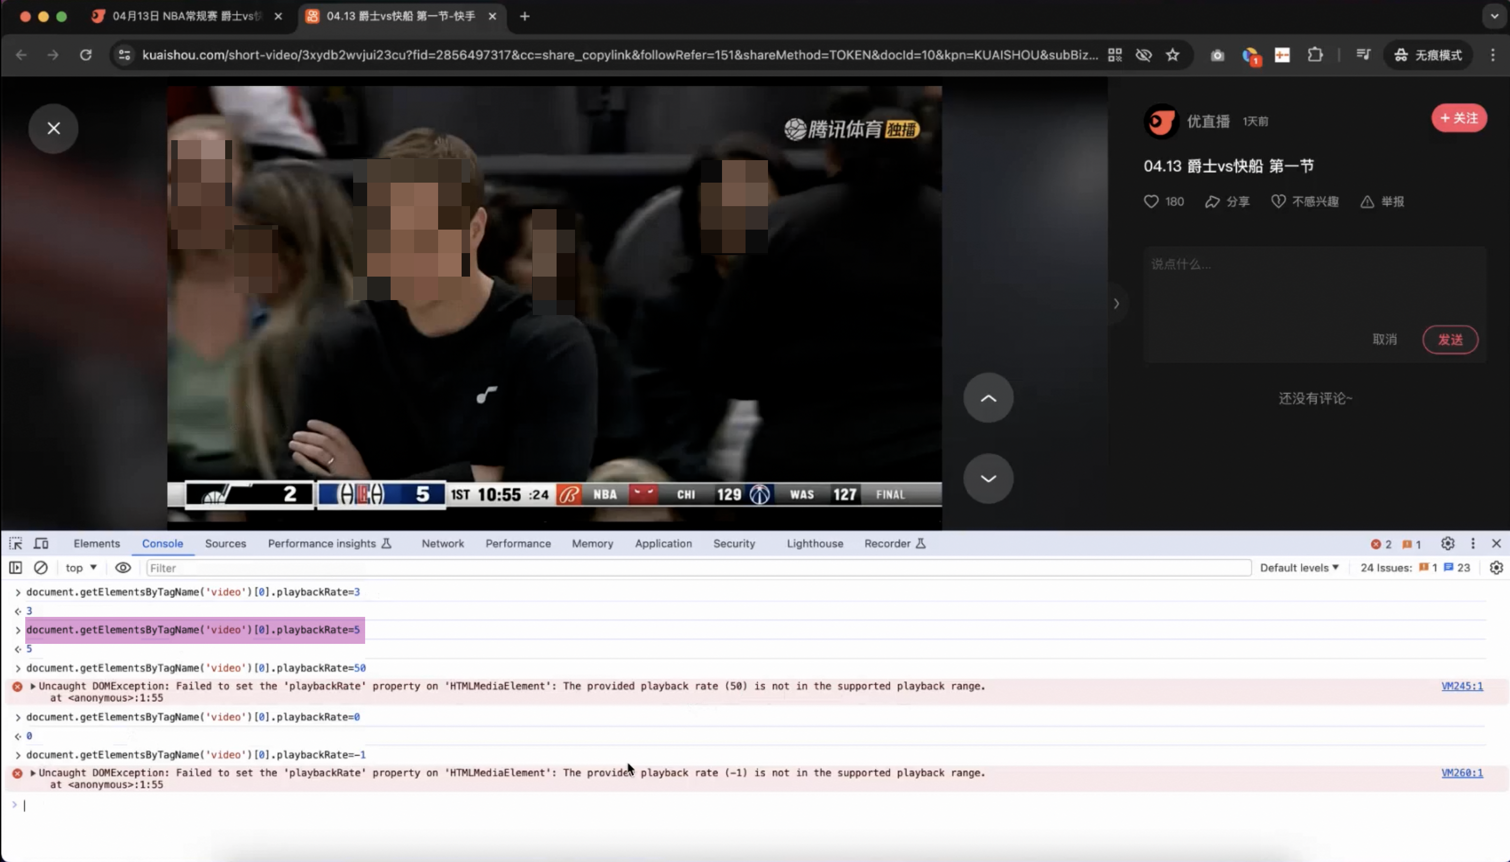 04月13日 NBA常规赛 爵士vs快
04.13 爵士vs快船 第一节-快手
kuaishou.com/short-video/3xydb2wvjui23cu?fid=2856497317&cc=share_copylink&followRefer=151&shareMethod=TOKEN&docId=10&kpn=KUAISHOU&subBiz...
1
无痕模式
腾讯体育 独播
优直播 1天前
+ 关注
04.13 爵士vs快船 第一节
180 分享 不感兴趣 举报
说点什么...
取消 发送
还没有评论~
2 5 1ST 10:55 :24 NBA CHI 129 WAS 127 FINAL
Elements Console Sources Performance insights Network Performance Memory Application Security Lighthouse Recorder 2 1
top Filter Default levels 24 Issues: 1 23
> document.getElementsByTagName('video')[0].playbackRate=3
3
> document.getElementsByTagName('video')[0].playbackRate=5
5
> document.getElementsByTagName('video')[0].playbackRate=50
Uncaught DOMException: Failed to set the 'playbackRate' property on 'HTMLMediaElement': The provided playback rate (50) is not in the supported playback range. VM245:1
at <anonymous>:1:55
> document.getElementsByTagName('video')[0].playbackRate=0
0
> document.getElementsByTagName('video')[0].playbackRate=-1
Uncaught DOMException: Failed to set the 'playbackRate' property on 'HTMLMediaElement': The provided playback rate (-1) is not in the supported playback range. VM260:1
at <anonymous>:1:55
>